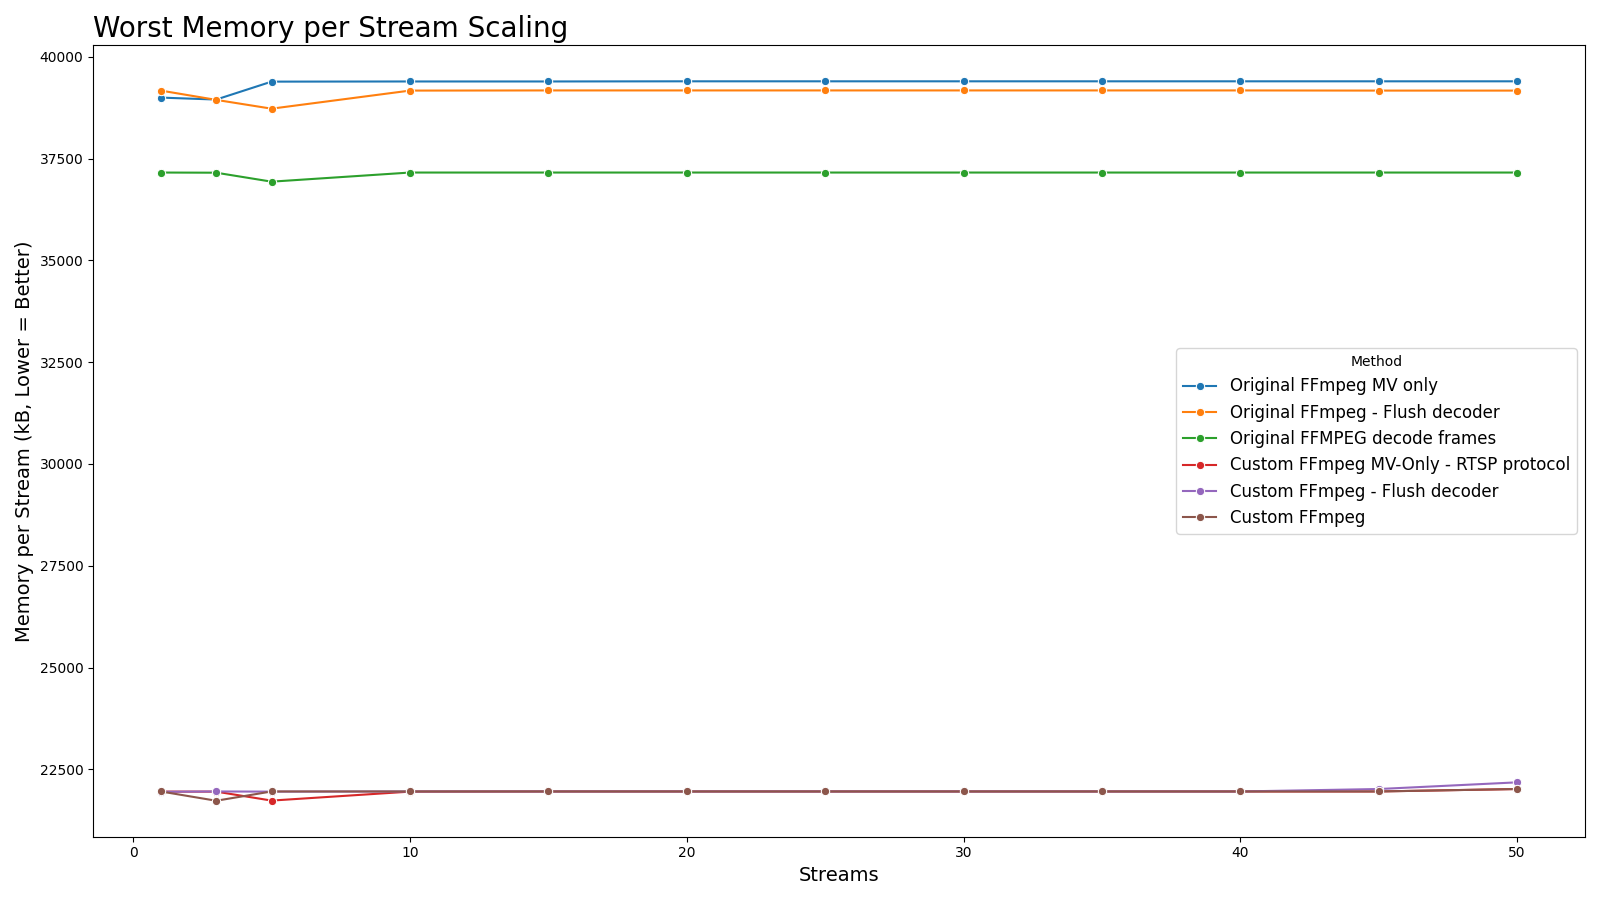 Worst Memory per Stream Scaling
Memory per Stream (kB, Lower = Better)
40000
37500
35000
32500
30000
27500
25000
22500
Method
Original FFmpeg MV only
Original FFmpeg - Flush decoder
Original FFMPEG decode frames
Custom FFmpeg MV-Only - RTSP protocol
Custom FFmpeg - Flush decoder
Custom FFmpeg
0 10 20 30 40 50
Streams